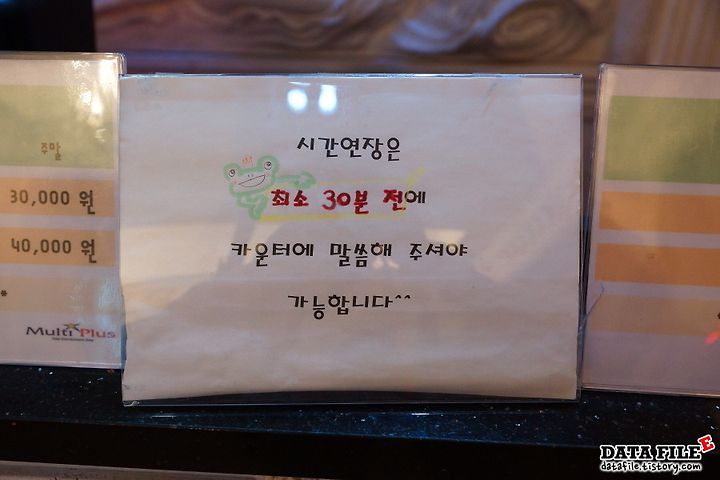 주말
30,000 원
40,000 원
*
Multi Plus
시간연장은
최소 30분 전에
카운터에 말씀해 주셔야
가능합니다^^
DATA FILE E
datafile.tistory.com